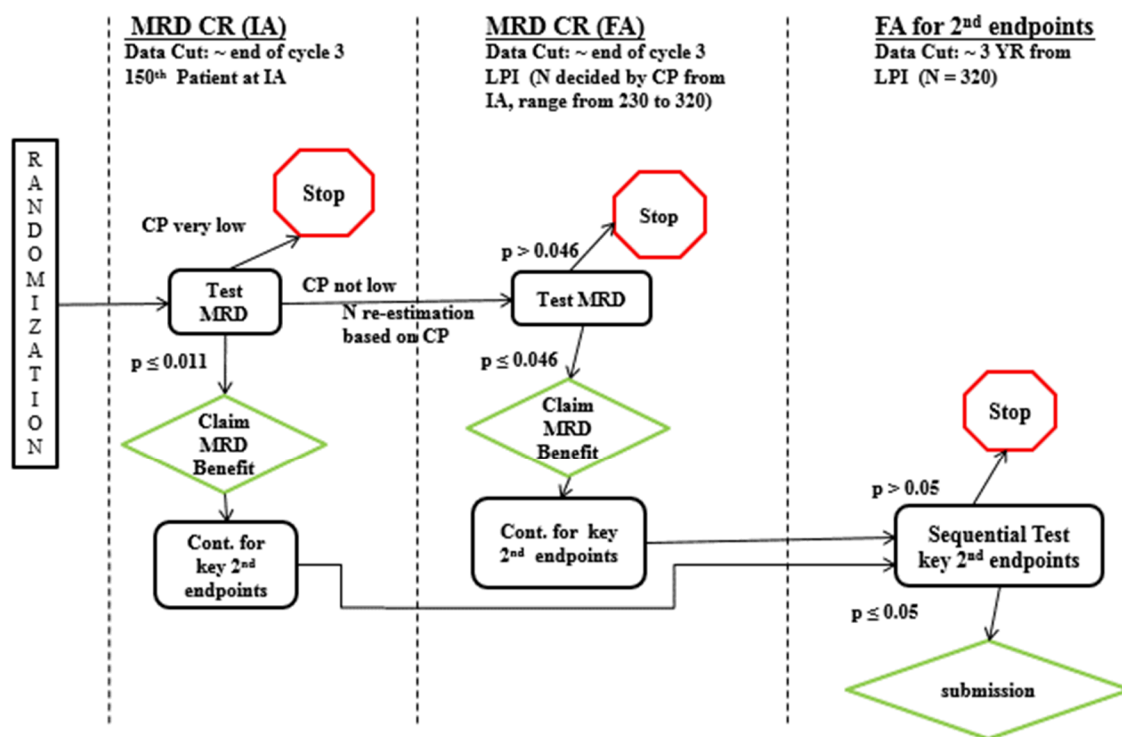 MRD CR (IA)
Data Cut: ~ end of cycle 3
150th Patient at IA
MRD CR (FA)
Data Cut: ~ end of cycle 3
LPI (N decided by CP from
IA, range from 230 to 320)
FA for 2nd endpoints
Data Cut: ~ 3 YR from
LPI (N = 320)
RANDOMIZATION
Stop
CP very low
Test
MRD
CP not low
N re-estimation
based on CP
p ≤ 0.011
Claim
MRD
Benefit
Cont. for
key 2nd
endpoints
Stop
p > 0.046
Test MRD
p ≤ 0.046
Claim
MRD
Benefit
Cont. for key
2nd endpoints
Stop
p > 0.05
Sequential Test
key 2nd endpoints
p ≤ 0.05
submission